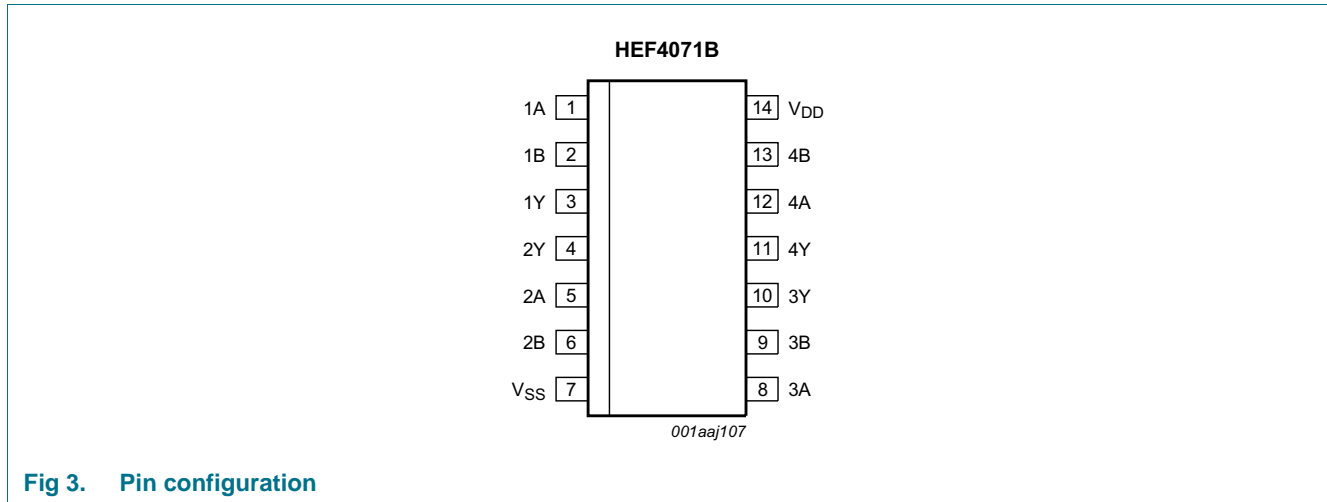 HEF4071B
1A 1 14 VDD
1B 2 13 4B
1Y 3 12 4A
2Y 4 11 4Y
2A 5 10 3Y
2B 6 9 3B
VSS 7 8 3A
001aaj107
Fig 3. Pin configuration